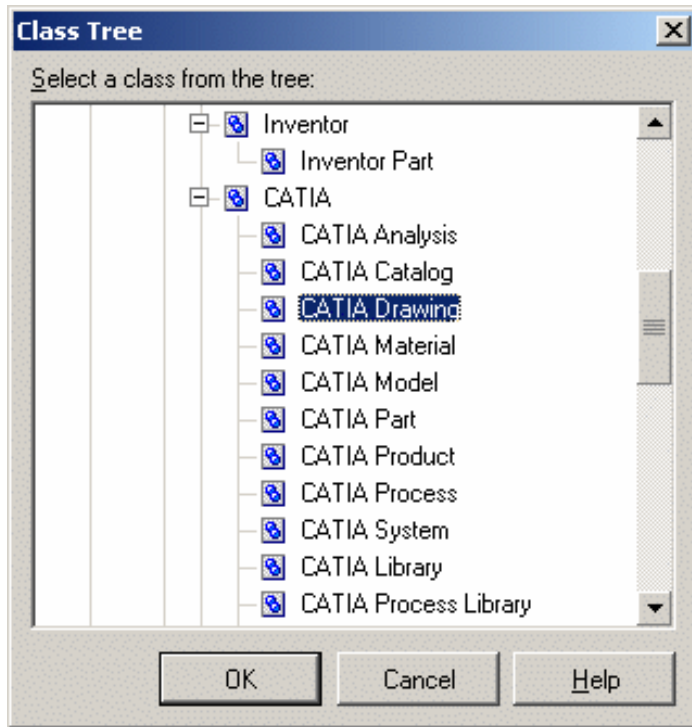 Class Tree
Select a class from the tree:
Inventor
Inventor Part
CATIA
CATIA Analysis
CATIA Catalog
CATIA Drawing
CATIA Material
CATIA Model
CATIA Part
CATIA Product
CATIA Process
CATIA System
CATIA Library
CATIA Process Library
OK Cancel Help